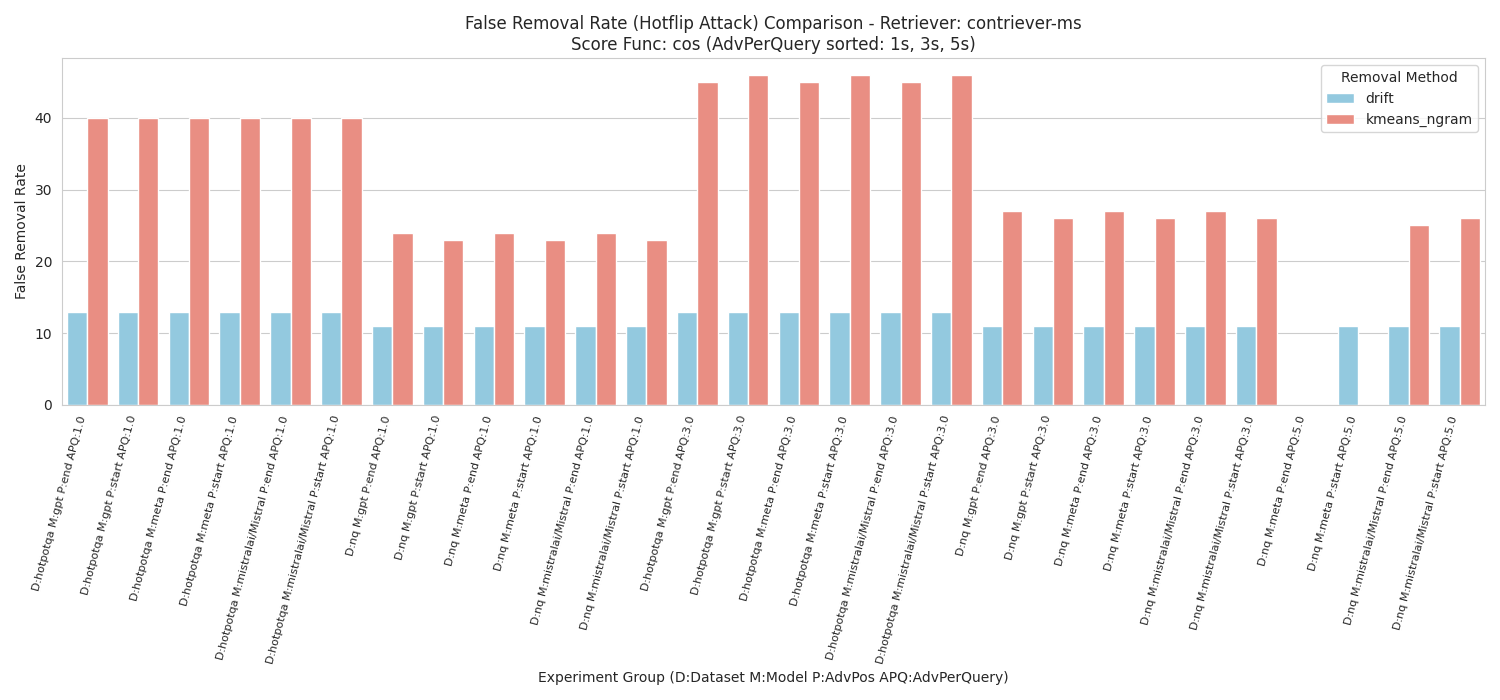 False Removal Rate (Hotflip Attack) Comparison - Retriever: contriever-ms
Score Func: cos (AdvPerQuery sorted: 1s, 3s, 5s)
Removal Method
drift
kmeans_ngram
False Removal Rate
40
30
20
10
0
D:hotpotqa M:gpt P:end APQ:1.0
D:hotpotqa M:gpt P:start APQ:1.0
D:hotpotqa M:meta P:end APQ:1.0
D:hotpotqa M:meta P:start APQ:1.0
D:hotpotqa M:mistralai/Mistral P:end APQ:1.0
D:hotpotqa M:mistralai/Mistral P:start APQ:1.0
D:nq M:gpt P:end APQ:1.0
D:nq M:gpt P:start APQ:1.0
D:nq M:meta P:end APQ:1.0
D:nq M:meta P:start APQ:1.0
D:nq M:mistralai/Mistral P:end APQ:1.0
D:nq M:mistralai/Mistral P:start APQ:1.0
D:hotpotqa M:gpt P:end APQ:3.0
D:hotpotqa M:gpt P:start APQ:3.0
D:hotpotqa M:meta P:end APQ:3.0
D:hotpotqa M:meta P:start APQ:3.0
D:hotpotqa M:mistralai/Mistral P:end APQ:3.0
D:hotpotqa M:mistralai/Mistral P:start APQ:3.0
D:nq M:gpt P:end APQ:3.0
D:nq M:gpt P:start APQ:3.0
D:nq M:meta P:end APQ:3.0
D:nq M:meta P:start APQ:3.0
D:nq M:mistralai/Mistral P:end APQ:3.0
D:nq M:mistralai/Mistral P:start APQ:3.0
D:nq M:meta P:end APQ:5.0
D:nq M:meta P:start APQ:5.0
D:nq M:mistralai/Mistral P:end APQ:5.0
D:nq M:mistralai/Mistral P:start APQ:5.0
Experiment Group (D:Dataset M:Model P:AdvPos APQ:AdvPerQuery)